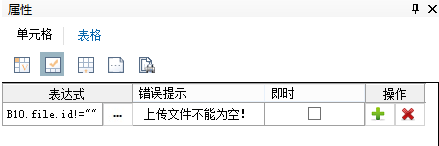 属性
单元格 表格
表达式 错误提示 即时 操作
B10.file.id!="" ... 上传文件不能为空!